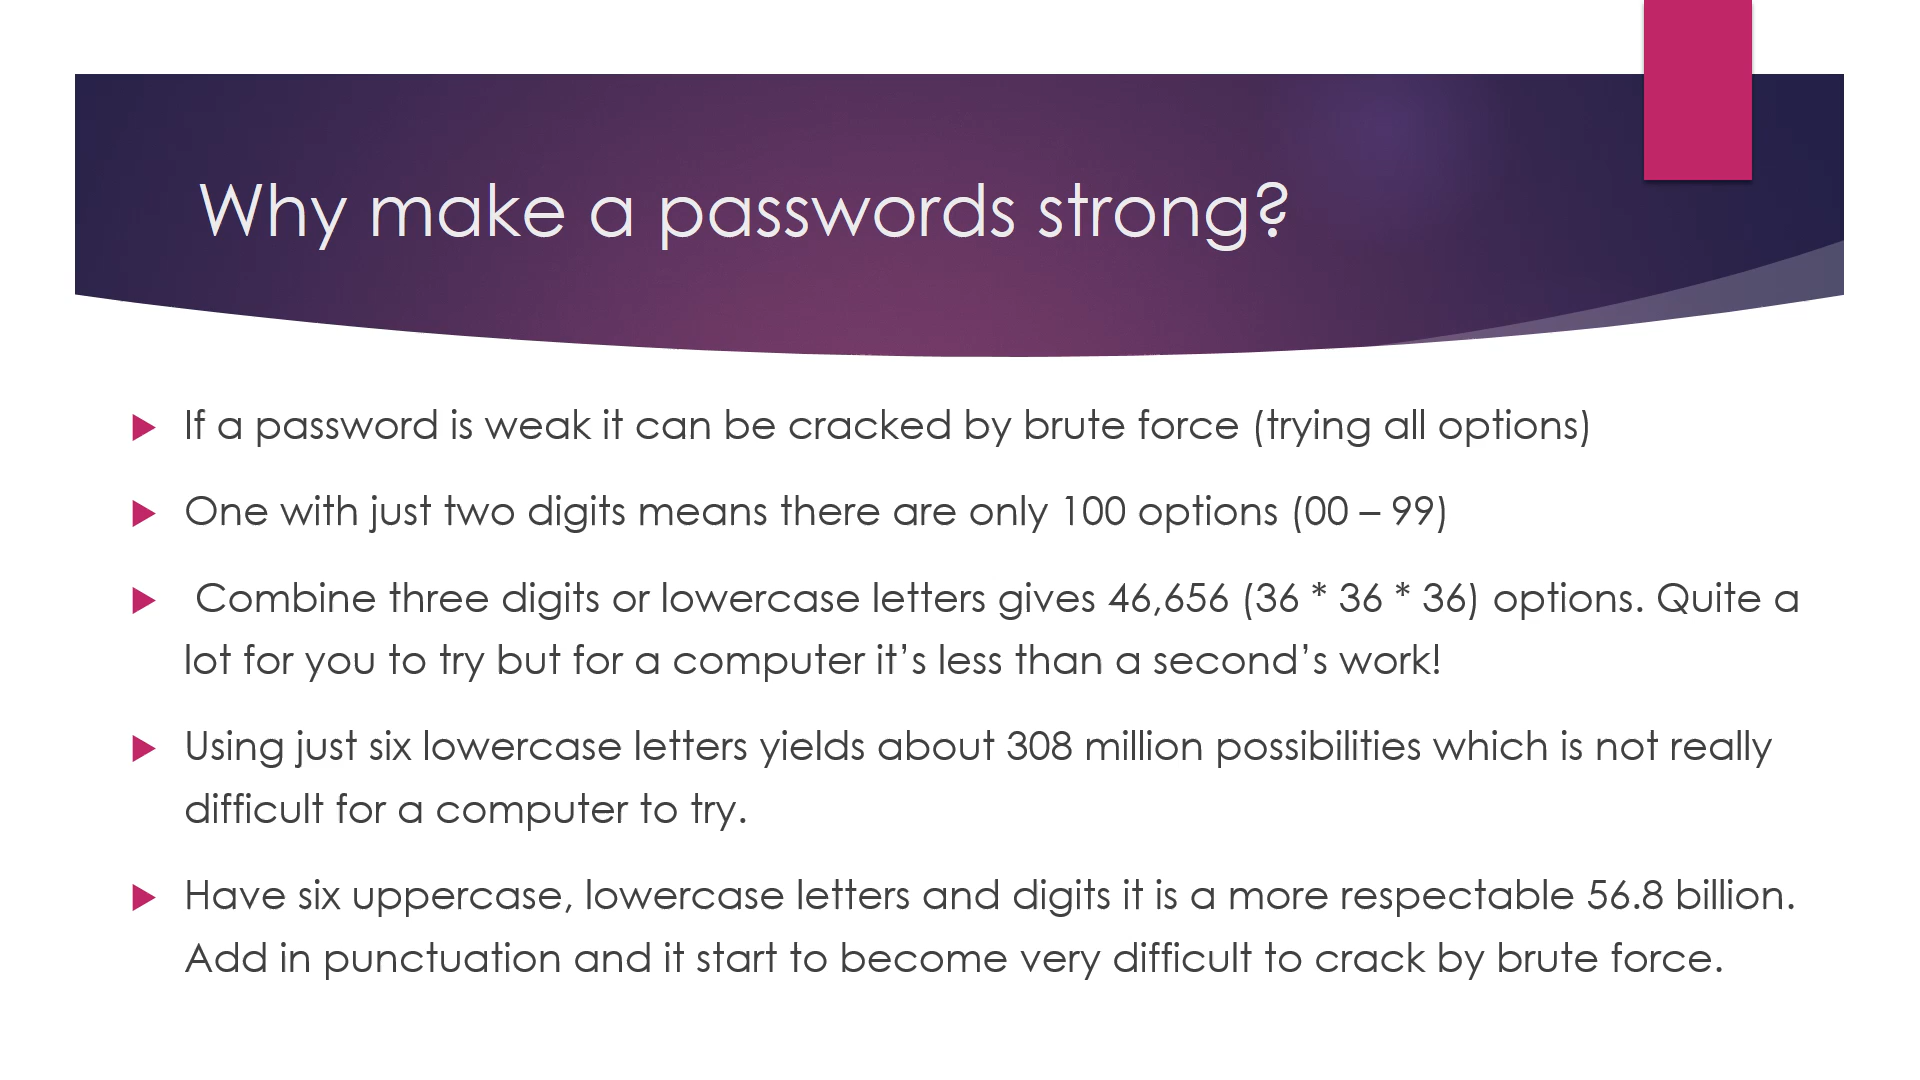 Why make a passwords strong?
If a password is weak it can be cracked by brute force (trying all options)
One with just two digits means there are only 100 options (00 – 99)
Combine three digits or lowercase letters gives 46,656 (36 * 36 * 36) options. Quite a
lot for you to try but for a computer it’s less than a second’s work!
Using just six lowercase letters yields about 308 million possibilities which is not really
difficult for a computer to try.
Have six uppercase, lowercase letters and digits it is a more respectable 56.8 billion.
Add in punctuation and it start to become very difficult to crack by brute force.